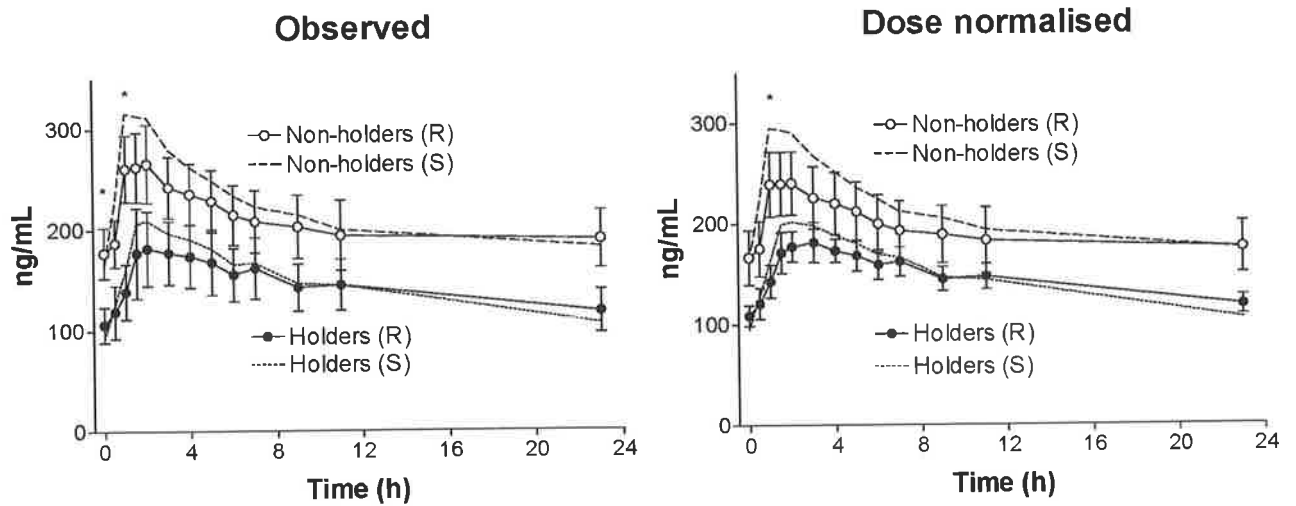 Observed
*
*
300
200
100
0
ng/mL
Non-holders (R)
Non-holders (S)
Holders (R)
Holders (S)
0 4 8 12 16 20 24
Time (h)
Dose normalised
*
300
200
100
0
ng/mL
Non-holders (R)
Non-holders (S)
Holders (R)
Holders (S)
0 4 8 12 16 20 24
Time (h)